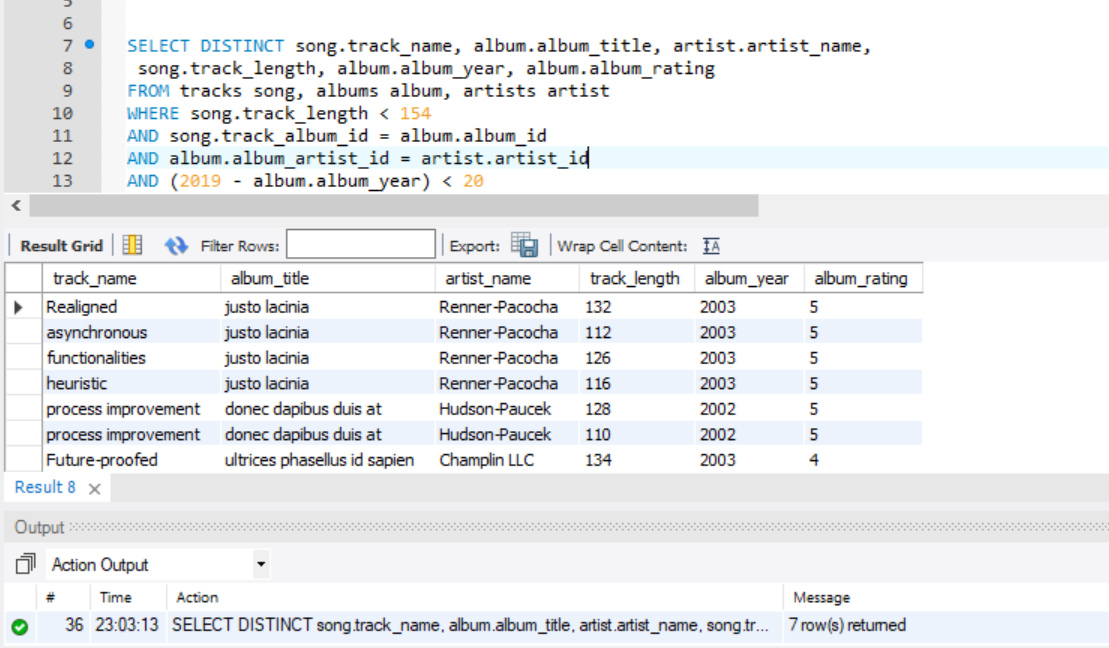 5
6
7 SELECT DISTINCT song.track_name, album.album_title, artist.artist_name,
8 song.track_length, album.album_year, album.album_rating
9 FROM tracks song, albums album, artists artist
10 WHERE song.track_length < 154
11 AND song.track_album_id = album.album_id
12 AND album.album_artist_id = artist.artist_id
13 AND (2019 - album.album_year) < 20
Result Grid Filter Rows: Export: Wrap Cell Content: IA
track_name album_title artist_name track_length album_year album_rating
Realigned justo lacinia Renner-Pacocha 132 2003 5
asynchronous justo lacinia Renner-Pacocha 112 2003 5
functionalities justo lacinia Renner-Pacocha 126 2003 5
heuristic justo lacinia Renner-Pacocha 116 2003 5
process improvement donec dapibus duis at Hudson-Paucek 128 2002 5
process improvement donec dapibus duis at Hudson-Paucek 110 2002 5
Future-proofed ultrices phasellus id sapien Champlin LLC 134 2003 4
Result 8
Output
Action Output
# Time Action Message
36 23:03:13 SELECT DISTINCT song.track_name, album.album_title, artist.artist_name, song.tr... 7 row(s) returned